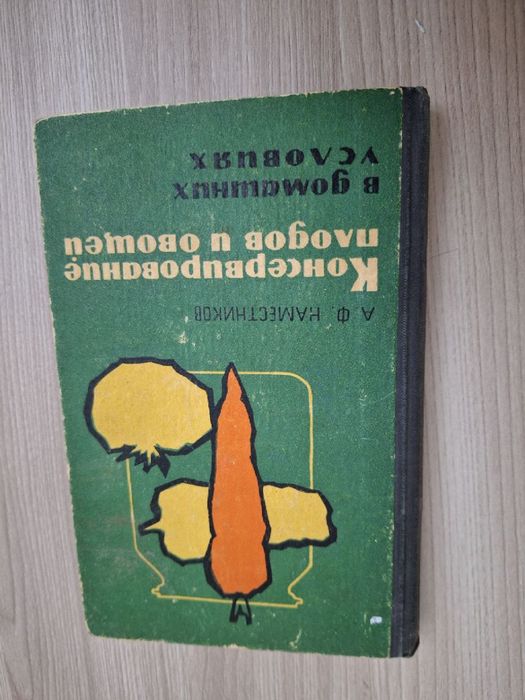 А. Ф. НАМЕСТНИКОВ
Консервирование
плодов и овощей
в домашних
условиях